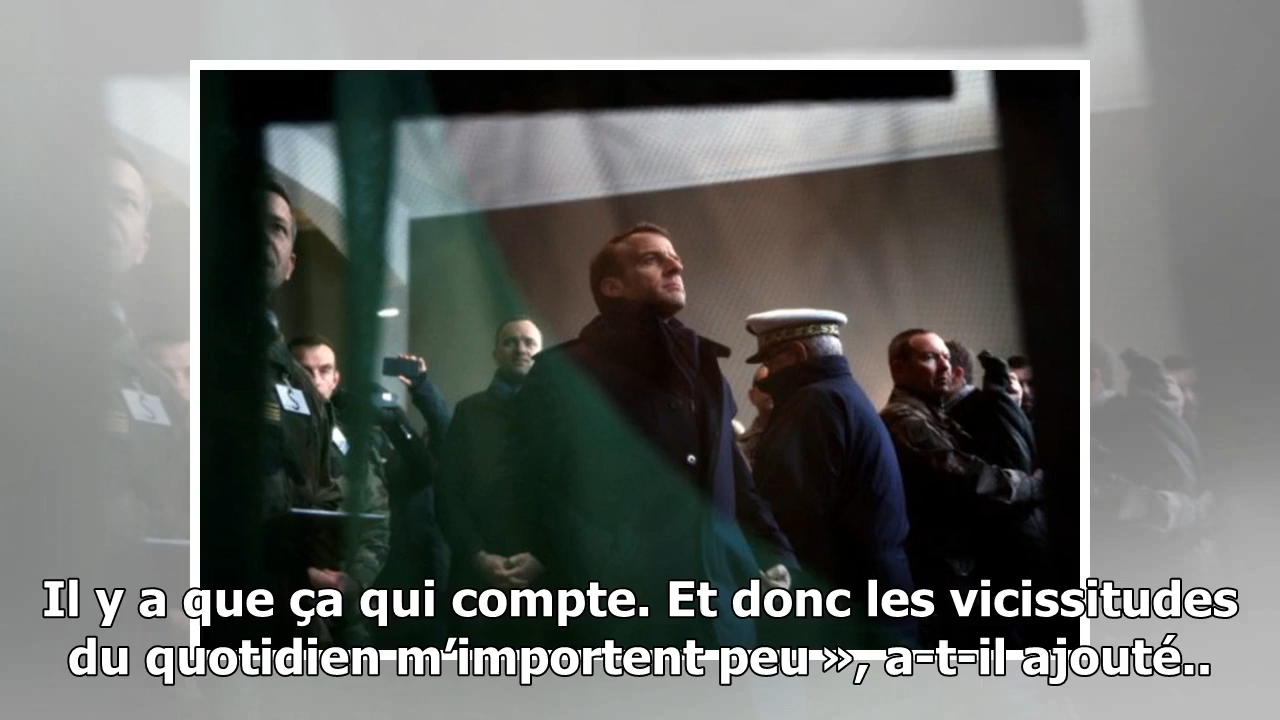 Il y a que ça qui compte. Et donc les vicissitudes
du quotidien m’importent peu », a-t-il ajouté..